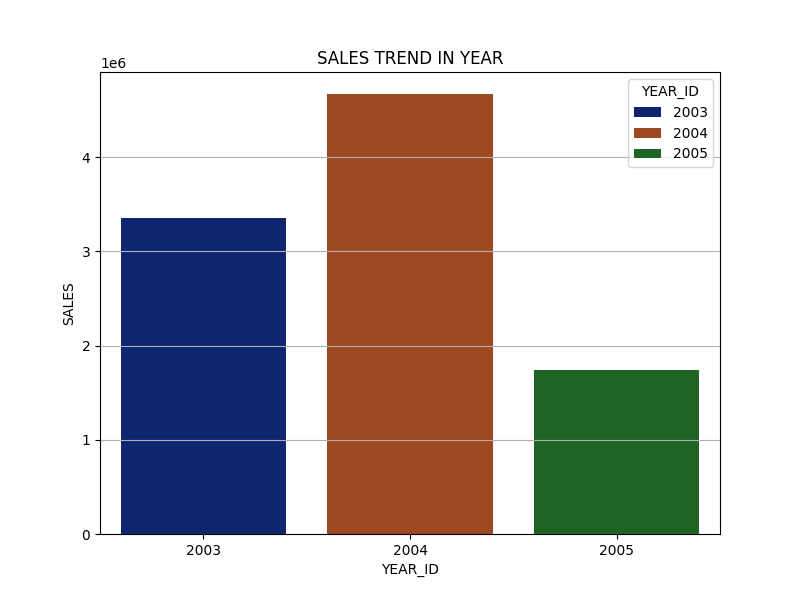 SALES TREND IN YEAR
1e6
YEAR_ID
2003
2004
2005
4
3
2
1
0
SALES
2003 2004 2005
YEAR_ID